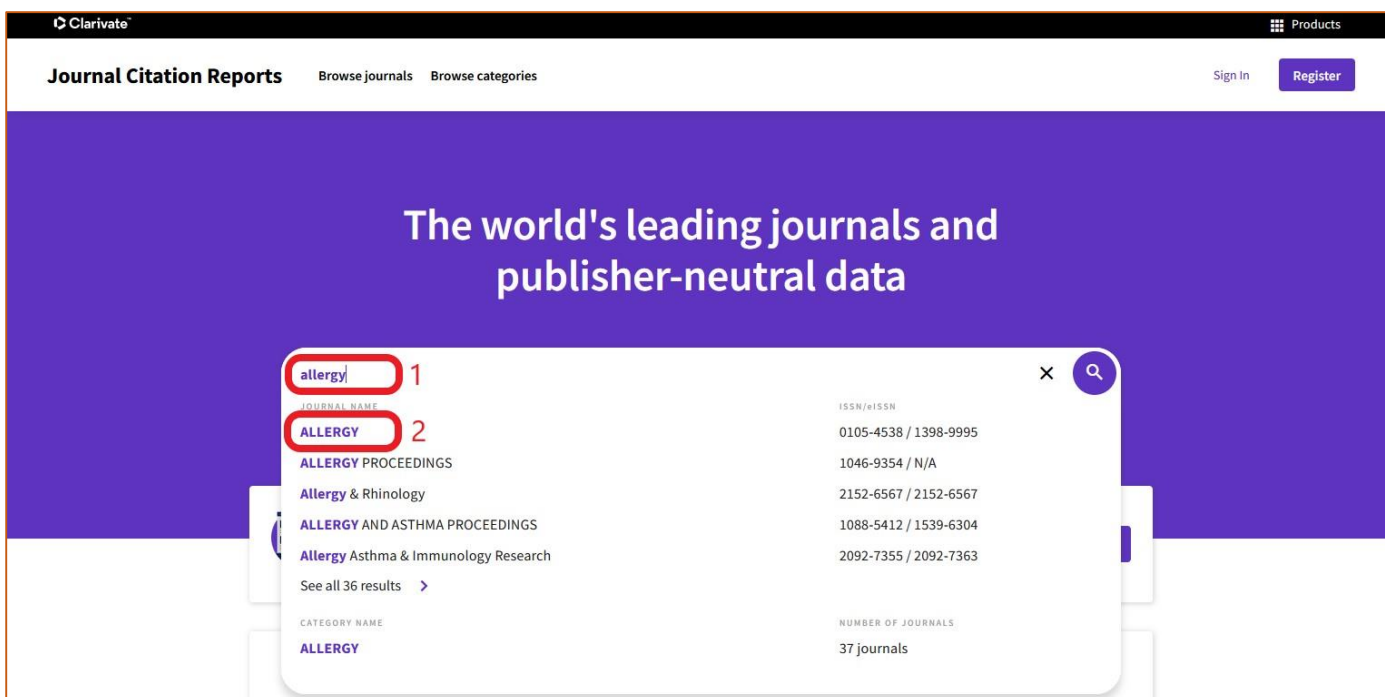 Clarivate™
Products
Journal Citation Reports
Browse journals
Browse categories
Sign In
Register
The world's leading journals and
publisher-neutral data
allergy
1
JOURNAL NAME
ISSN/eISSN
ALLERGY
2
0105-4538 / 1398-9995
ALLERGY PROCEEDINGS
1046-9354 / N/A
Allergy & Rhinology
2152-6567 / 2152-6567
ALLERGY AND ASTHMA PROCEEDINGS
1088-5412 / 1539-6304
Allergy Asthma & Immunology Research
2092-7355 / 2092-7363
See all 36 results
CATEGORY NAME
NUMBER OF JOURNALS
ALLERGY
37 journals